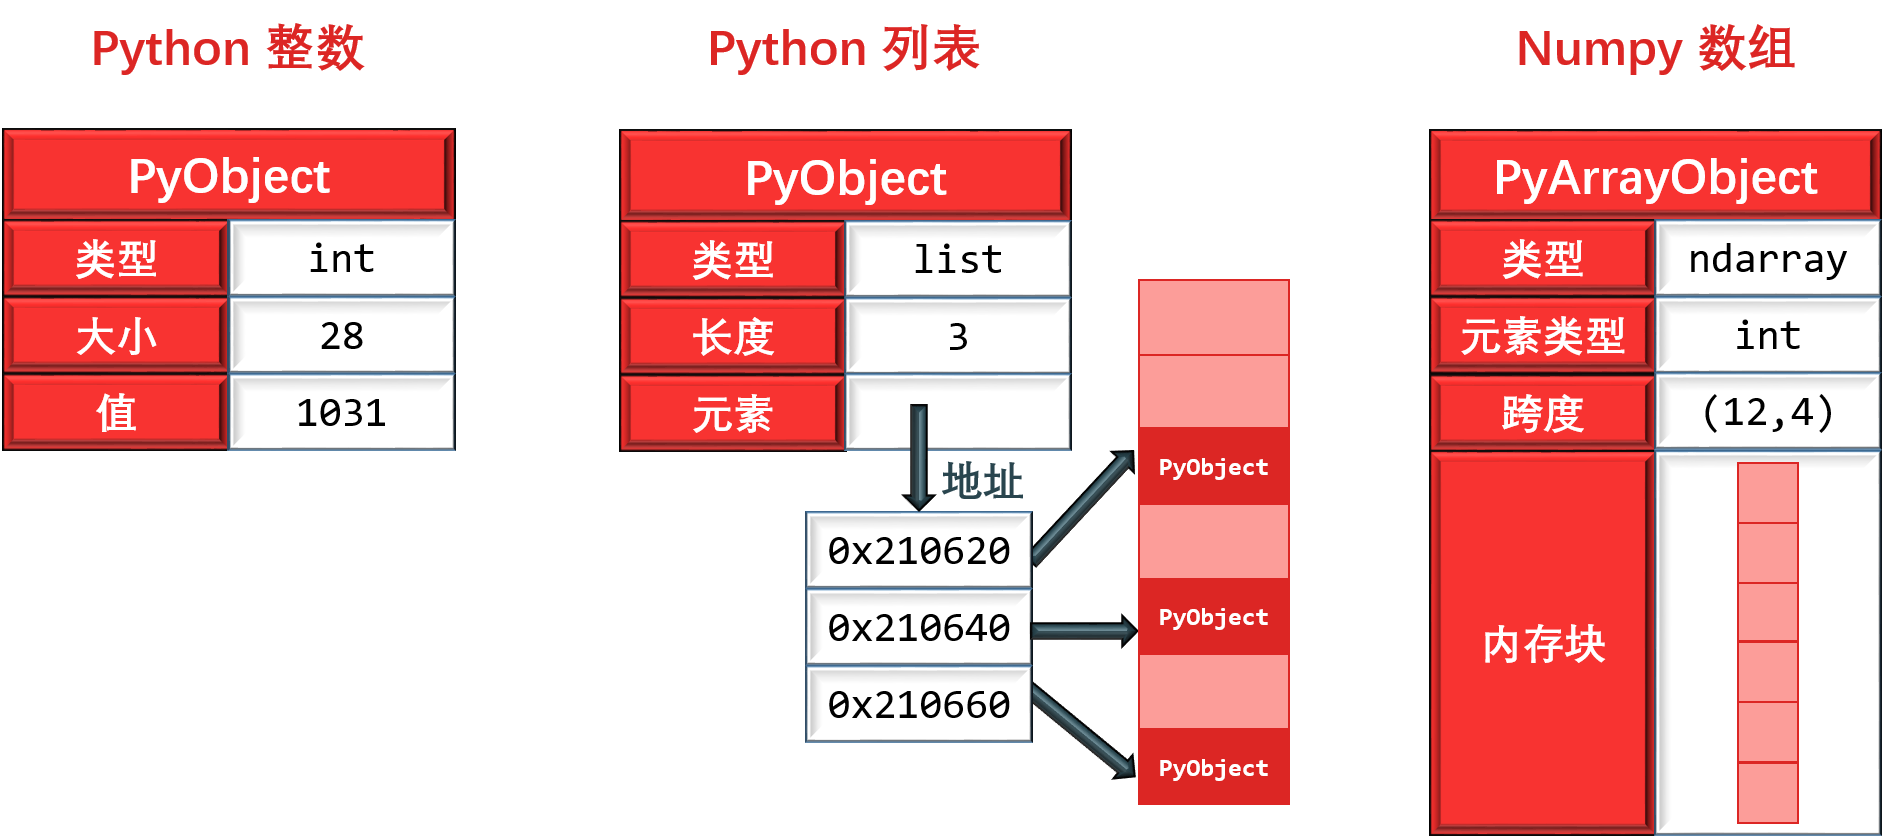 Python 整数
PyObject
类型 int
大小 28
值 1031
Python 列表
PyObject
类型 list
长度 3
元素
地址
0x210620
0x210640
0x210660
PyObject
PyObject
PyObject
Numpy 数组
PyArrayObject
类型 ndarray
元素类型 int
跨度 (12,4)
内存块